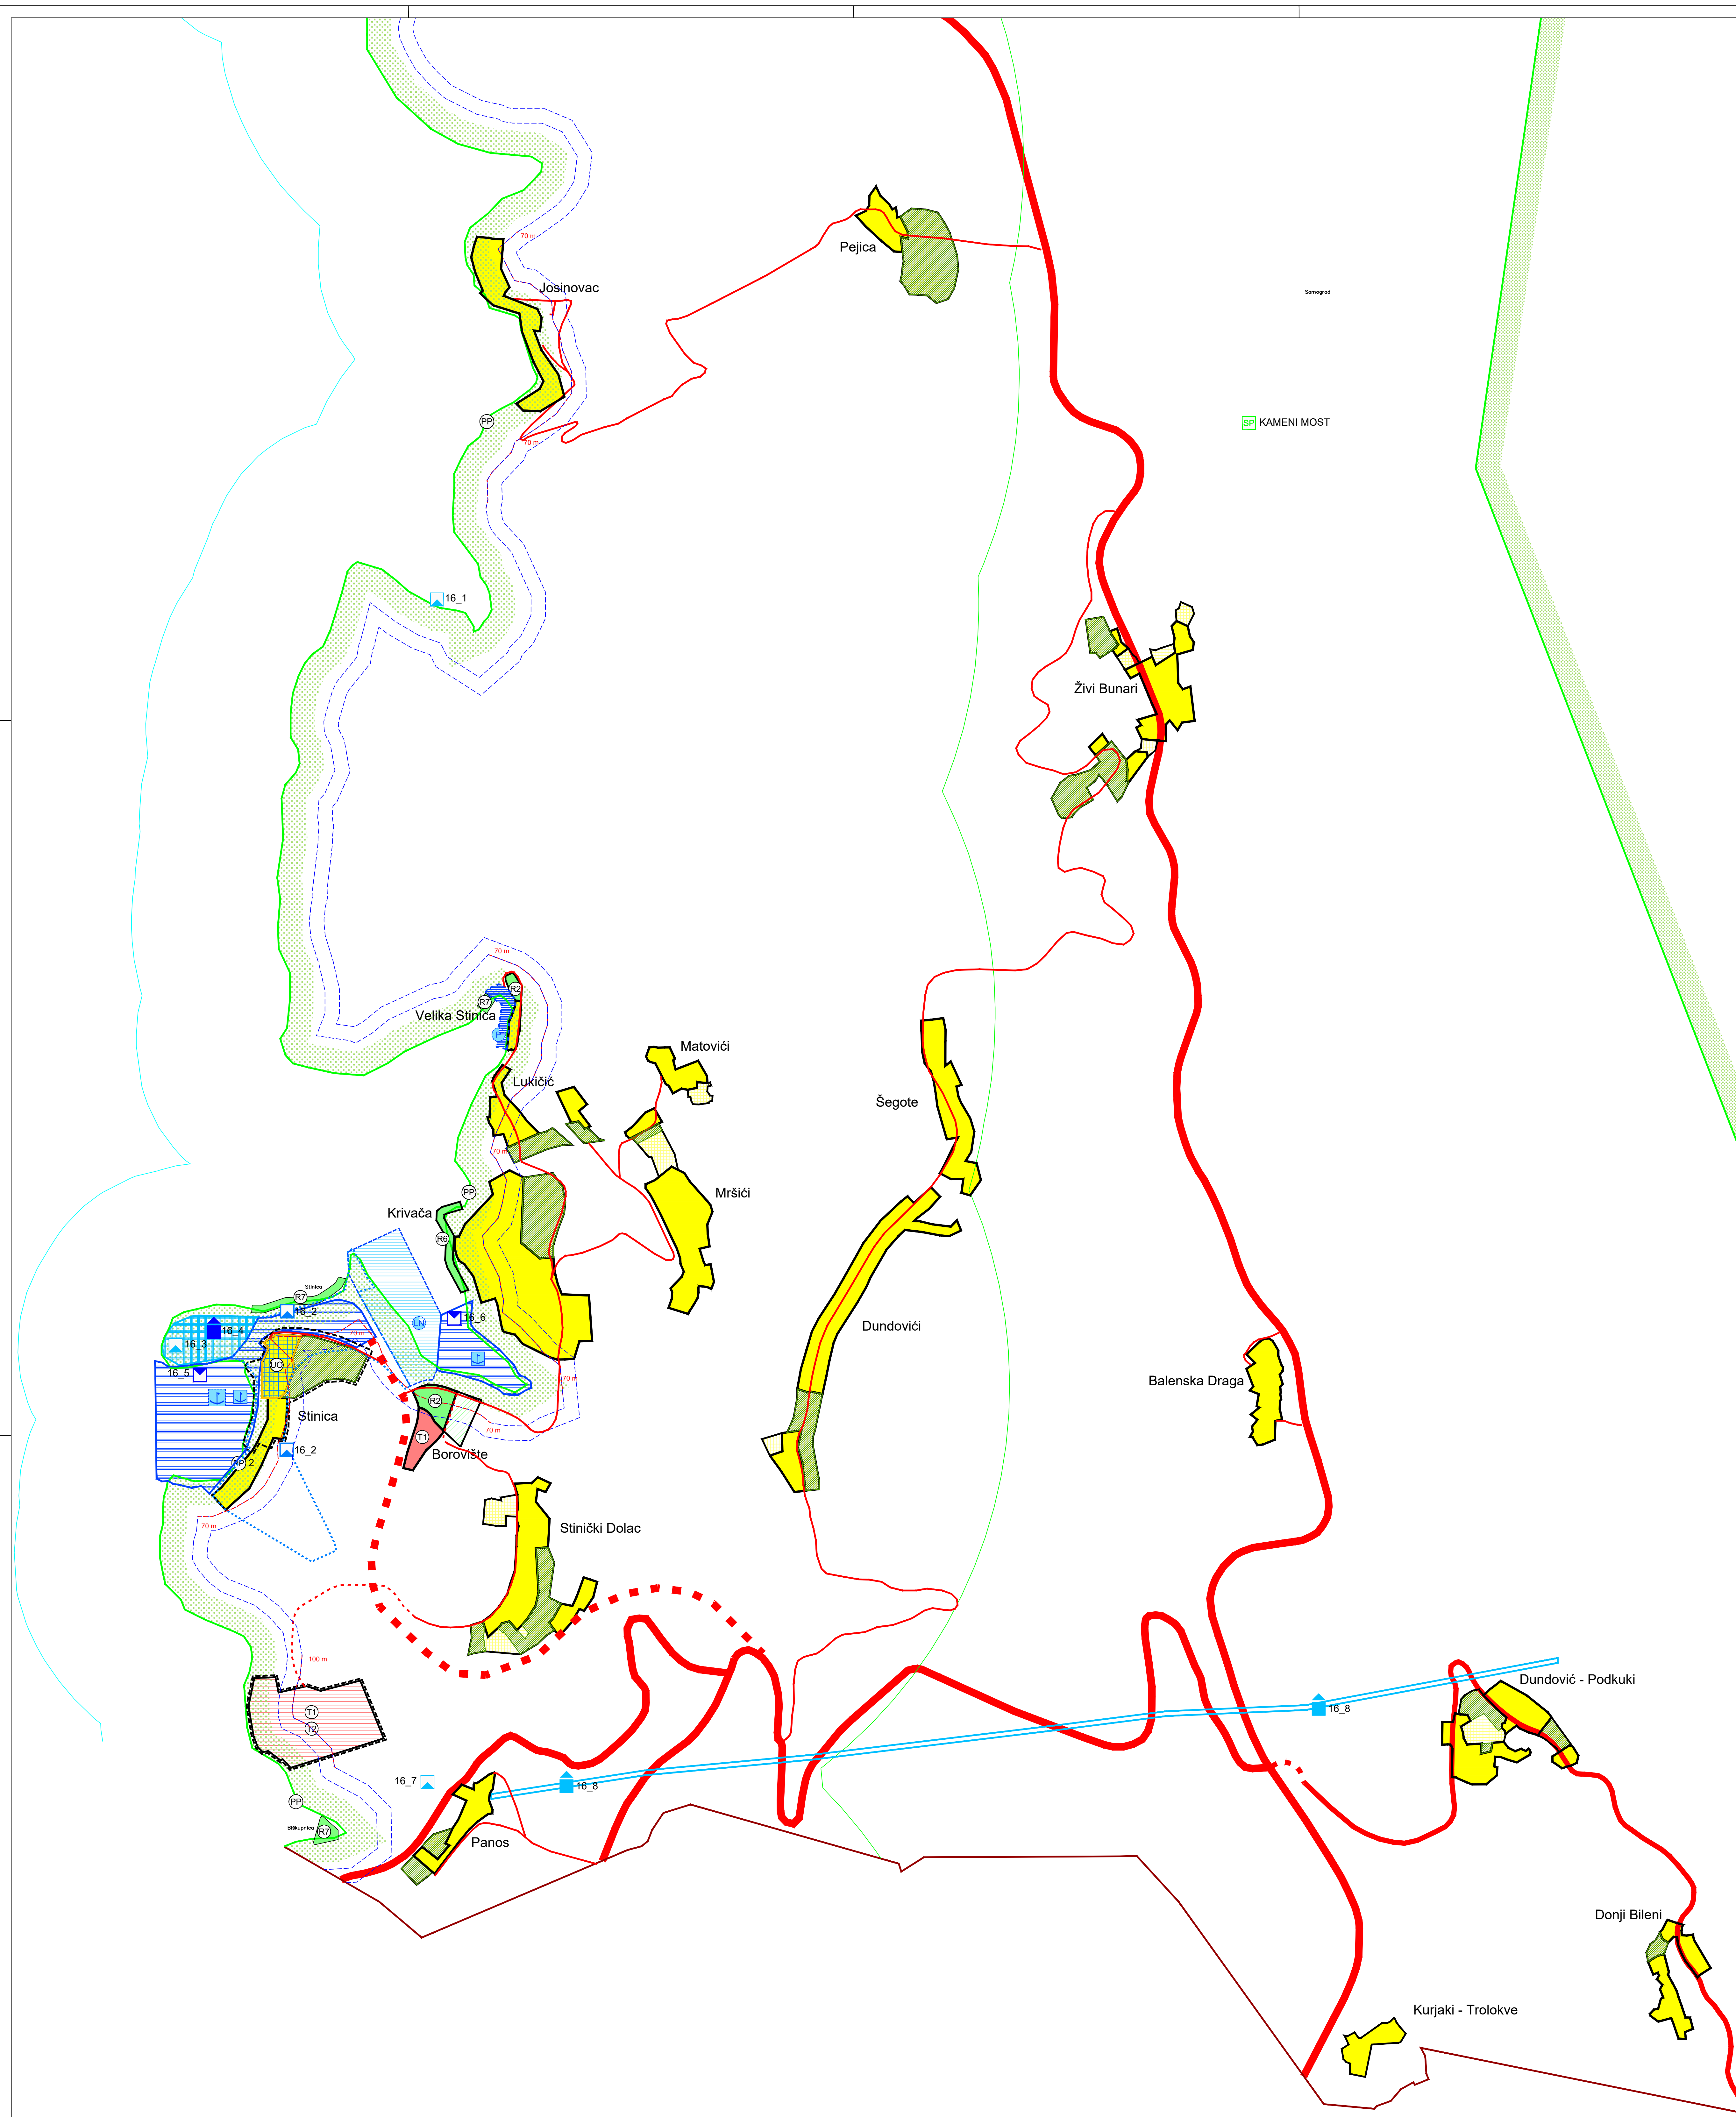 70 m
Pejica
Josinovac
Samograd
PP
70 m
SP KAMENI MOST
16_1
Živi Bunari
70 m
R2
R7
Velika Stinica
Matovići
Lukičić
Šegote
70 m
PP
Mršići
Krivača
R6
Stinica
R7
16_2
16_6
LN
16_4
Dundovići
70 m
16_3
UO
16_5
70 m
Balenska Draga
R2
Stinica
70 m
T1
16_2
Borovište
2
70 m
Stinički Dolac
100 m
Dundović - Podkuki
T1
16_8
T2
16_7
16_8
PP
R7
Panos
Donji Bileni
Kurjaki - Trolokve